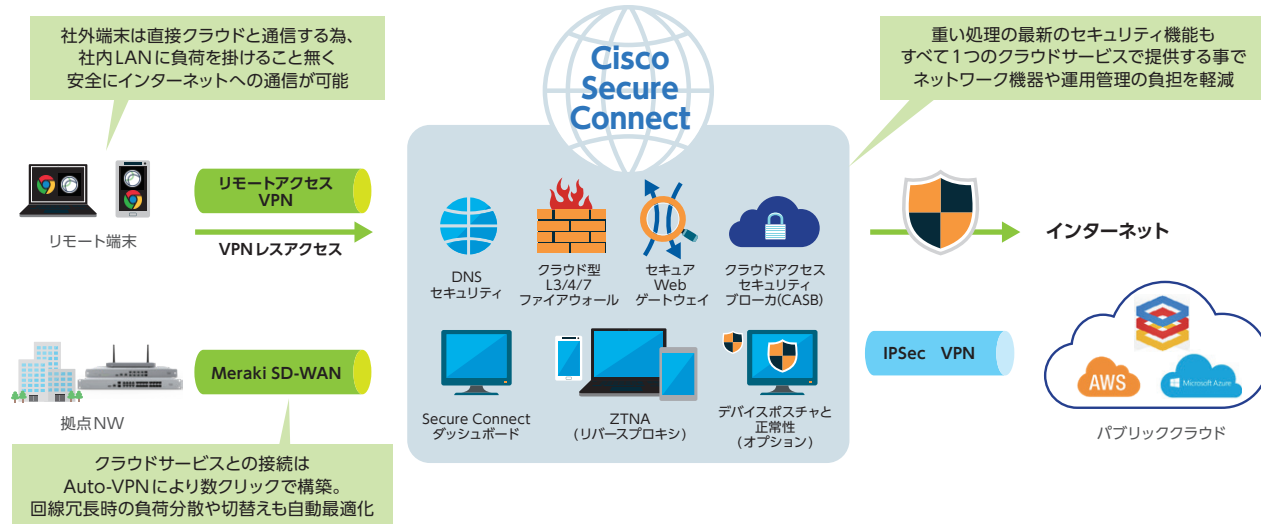 社外端末は直接クラウドと通信する為、
社内LANに負荷を掛けること無く
安全にインターネットへの通信が可能
Cisco
Secure
Connect
重い処理の最新のセキュリティ機能も
すべて1つのクラウドサービスで提供する事で
ネットワーク機器や運用管理の負担を軽減
リモート端末
リモートアクセス
VPN
VPNレスアクセス
DNS
セキュリティ
クラウド型
L3/4/7
ファイアウォール
セキュア
Web
ゲートウェイ
クラウドアクセス
セキュリティ
ブローカ(CASB)
インターネット
拠点NW
Meraki SD-WAN
Secure Connect
ダッシュボード
ZTNA
(リバースプロキシ)
デバイスポスチャと
正常性
(オプション)
IPSec VPN
AWS
Microsoft Azure
パブリッククラウド
クラウドサービスとの接続は
Auto-VPNにより数クリックで構築。
回線冗長時の負荷分散や切替えも自動最適化